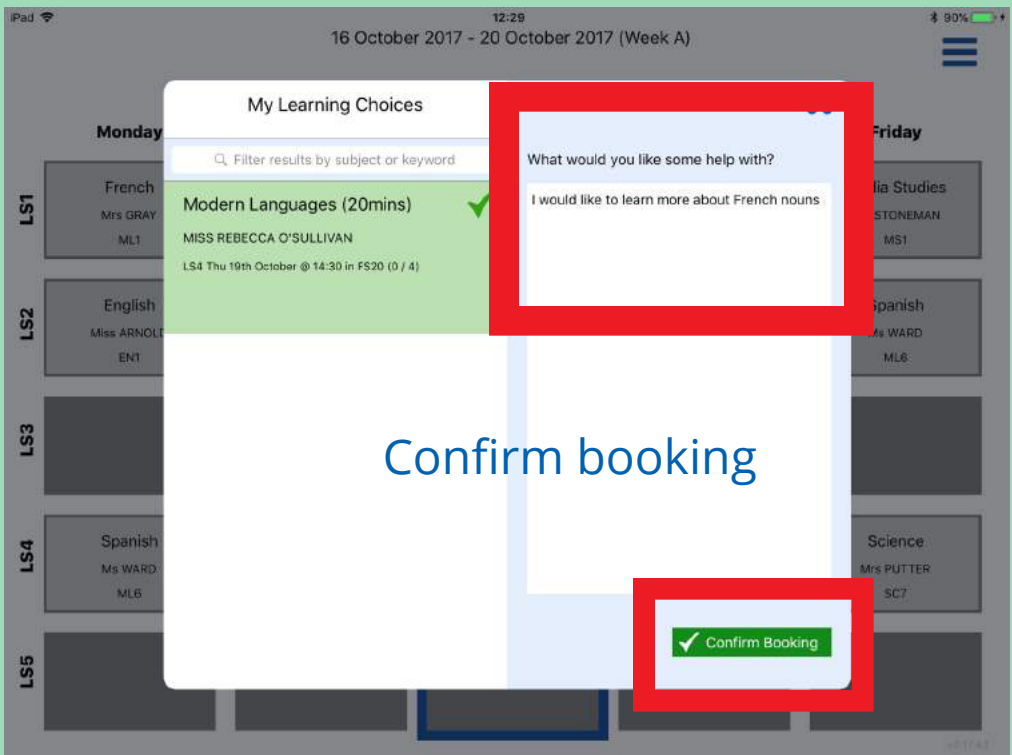 iPad
12:29
90%
16 October 2017 - 20 October 2017 (Week A)
Monday
Friday
LS1
French
Mrs GRAY
ML1
LS2
English
Miss ARNOLD
EN1
LS3
LS4
Spanish
Ms WARD
ML6
LS5
My Learning Choices
Filter results by subject or keyword
Modern Languages (20mins)
MISS REBECCA O'SULLIVAN
LS4 Thu 19th October @ 14:30 in FS20 (0 / 4)
What would you like some help with?
I would like to learn more about French nouns
Confirm booking
Confirm Booking
dia Studies
STONEMAN
MS1
Spanish
Ms WARD
ML6
Science
Mrs PUTTER
SC7